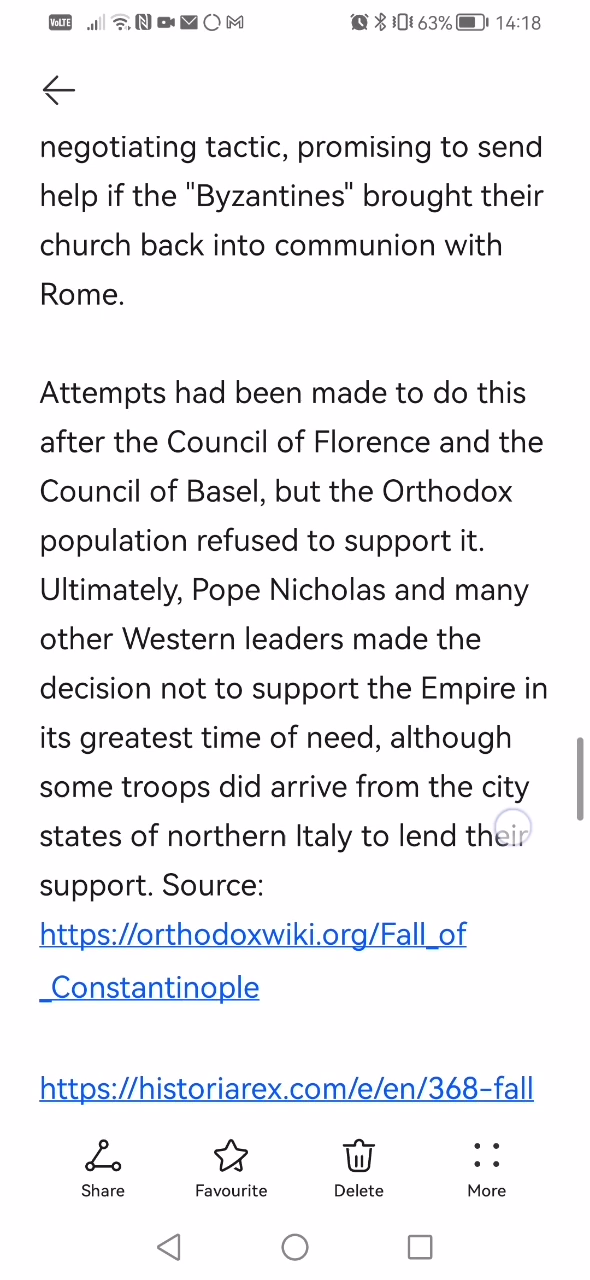 VoLTE 63% 14:18
negotiating tactic, promising to send
help if the "Byzantines" brought their
church back into communion with
Rome.
Attempts had been made to do this
after the Council of Florence and the
Council of Basel, but the Orthodox
population refused to support it.
Ultimately, Pope Nicholas and many
other Western leaders made the
decision not to support the Empire in
its greatest time of need, although
some troops did arrive from the city
states of northern Italy to lend their
support. Source:
https://orthodoxwiki.org/Fall_of
_Constantinople
https://historiarex.com/e/en/368-fall
Share Favourite Delete More